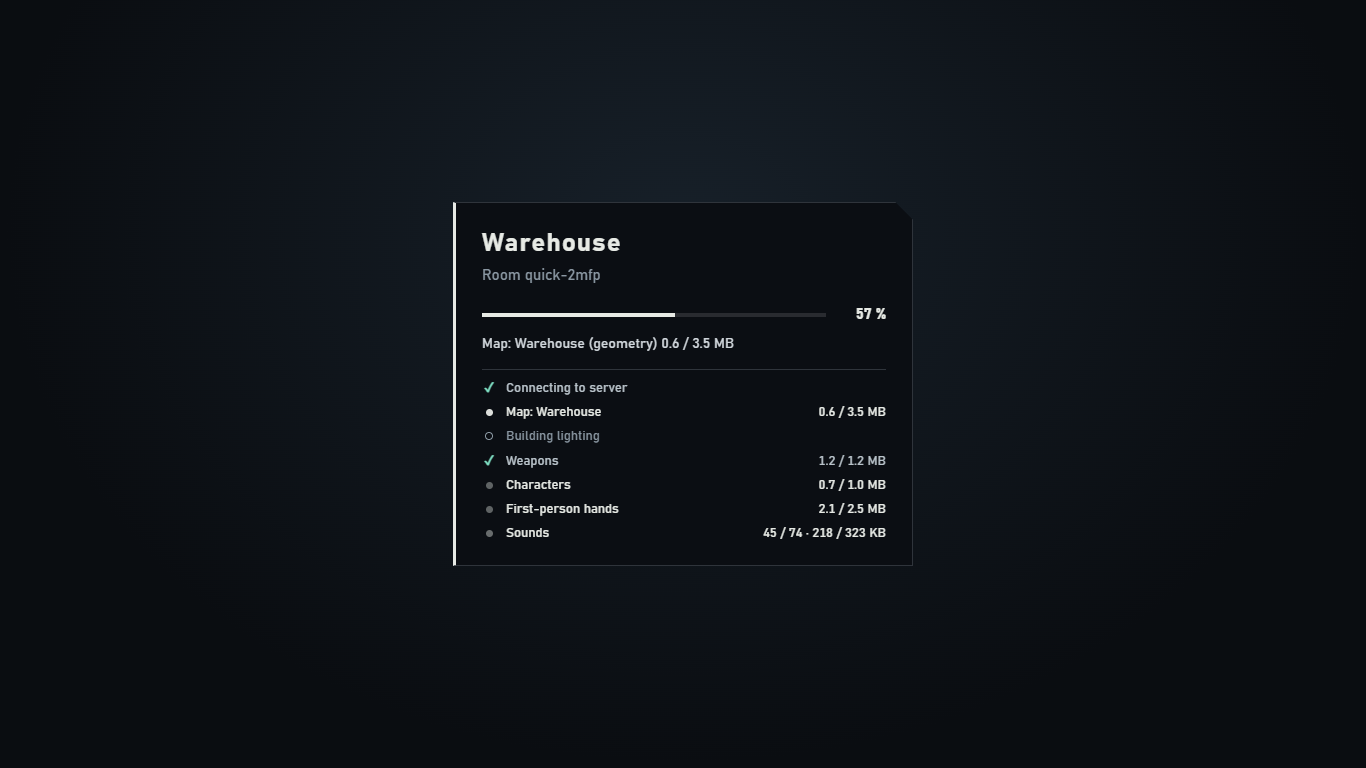 Warehouse
Room quick-2mfp
57 %
Map: Warehouse (geometry) 0.6 / 3.5 MB
Connecting to server
Map: Warehouse 0.6 / 3.5 MB
Building lighting
Weapons 1.2 / 1.2 MB
Characters 0.7 / 1.0 MB
First-person hands 2.1 / 2.5 MB
Sounds 45 / 74 · 218 / 323 KB